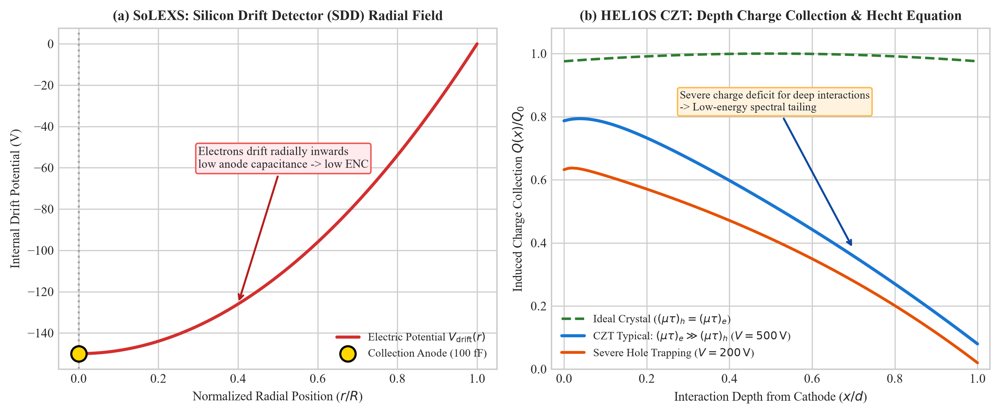 (a) SoLEXS: Silicon Drift Detector (SDD) Radial Field
Internal Drift Potential (V)
0
−20
−40
−60
−80
−100
−120
−140
Electrons drift radially inwards
low anode capacitance -> low ENC
Electric Potential V_drift(r)
Collection Anode (100 fF)
0.0 0.2 0.4 0.6 0.8 1.0
Normalized Radial Position (r/R)
(b) HEL1OS CZT: Depth Charge Collection & Hecht Equation
Induced Charge Collection Q(x)/Q₀
1.0
0.8
0.6
0.4
0.2
0.0
Severe charge deficit for deep interactions
-> Low-energy spectral tailing
Ideal Crystal ((μτ)ₕ = (μτ)ₑ)
CZT Typical: (μτ)ₑ ≫ (μτ)ₕ (V = 500 V)
Severe Hole Trapping (V = 200 V)
0.0 0.2 0.4 0.6 0.8 1.0
Interaction Depth from Cathode (x/d)